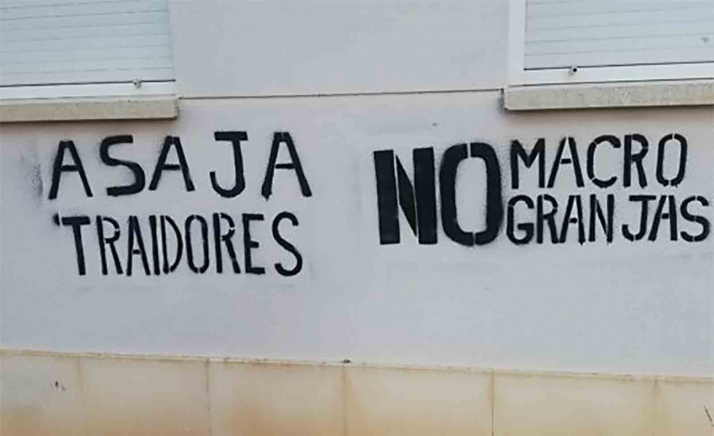 ASAJA
TRAIDORES
NO MACRO
GRANJAS